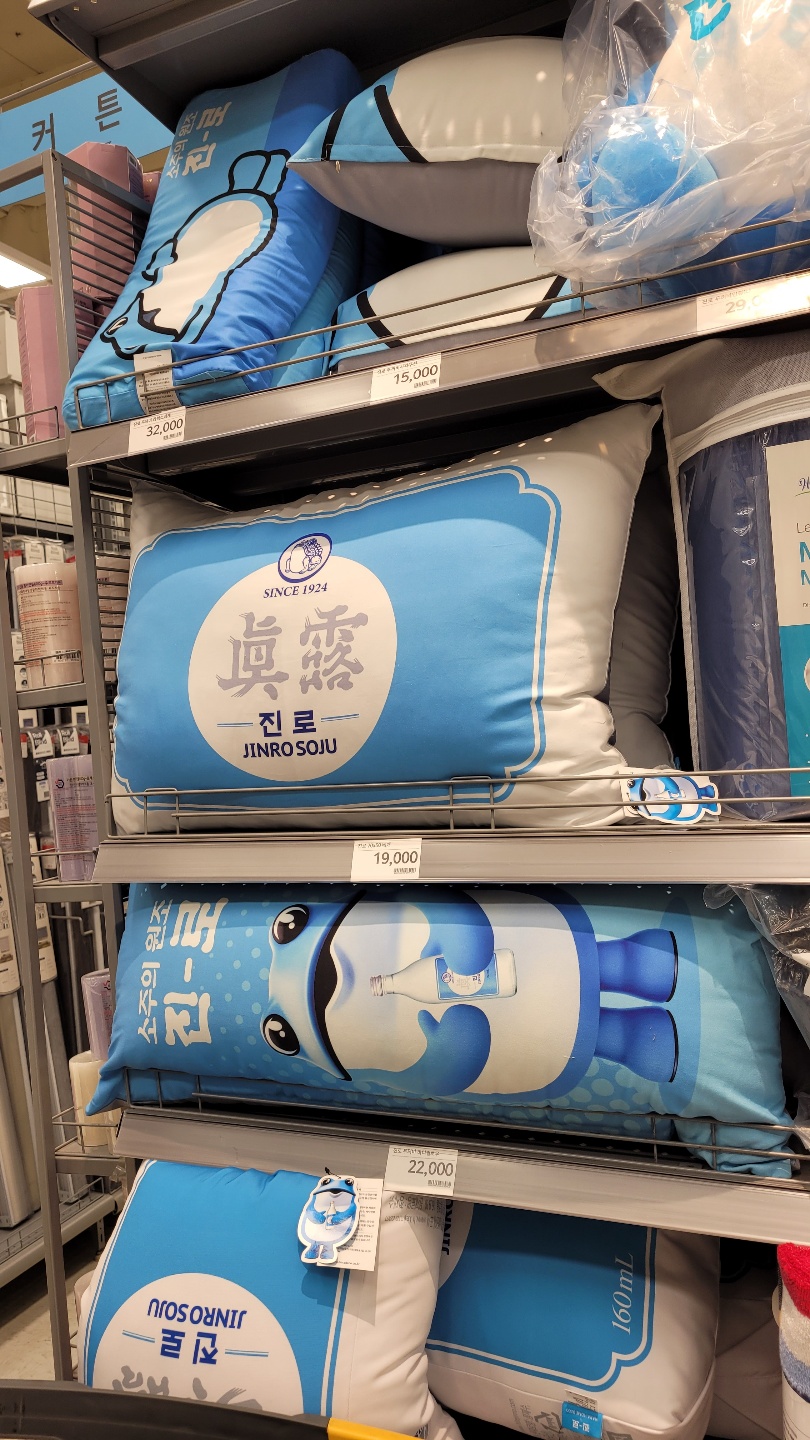 커튼
소주의 원조
진-로
15,000
32,000
SINCE 1924
眞露
진로
JINRO SOJU
19,000
소주의 원조
진-로
22,000
JINRO SOJU
진로
160mL